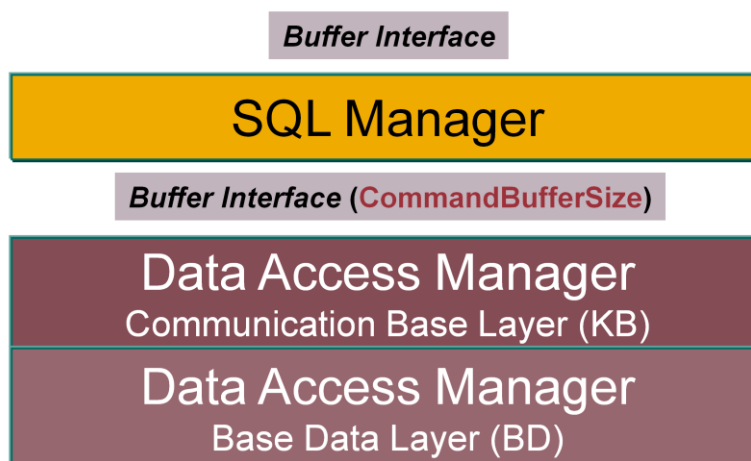 Buffer Interface
SQL Manager
Buffer Interface (CommandBufferSize)
Data Access Manager
Communication Base Layer (KB)
Data Access Manager
Base Data Layer (BD)